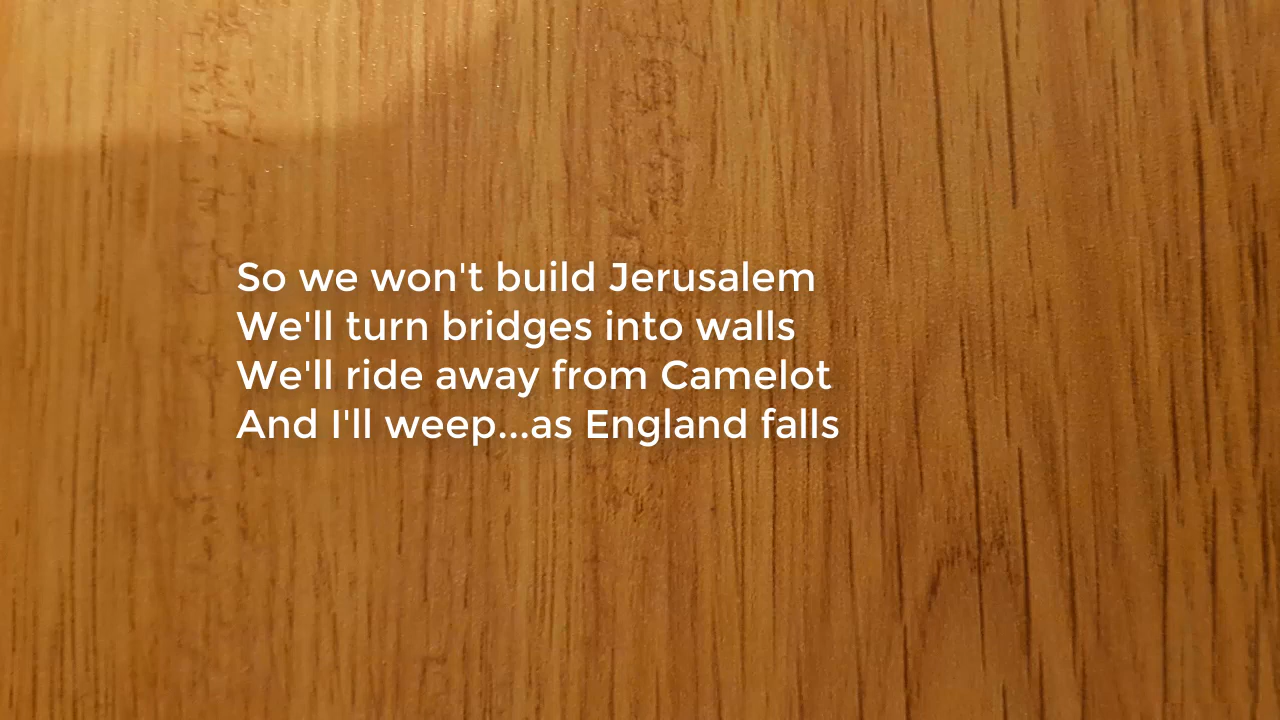 So we won't build Jerusalem
We'll turn bridges into walls
We'll ride away from Camelot
And I'll weep...as England falls